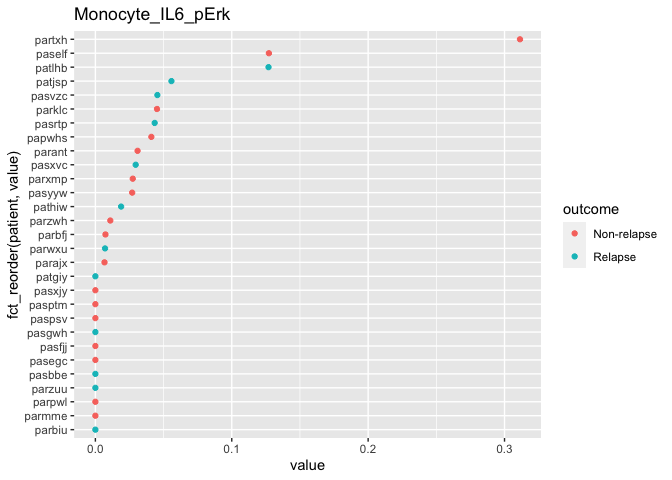 Monocyte_IL6_pErk
fct_reorder(patient, value)
partxh
paself
patlhb
patjsp
pasvzc
parklc
pasrtp
papwhs
parant
pasxvc
parxmp
pasyyw
pathiw
parzwh
parbfj
parwxu
parajx
patgiy
pasxjy
pasptm
paspsv
pasgwh
pasfjj
pasegc
pasbbe
parzuu
parpwl
parmme
parbiu
0.0 0.1 0.2 0.3
value
outcome
Non-relapse
Relapse